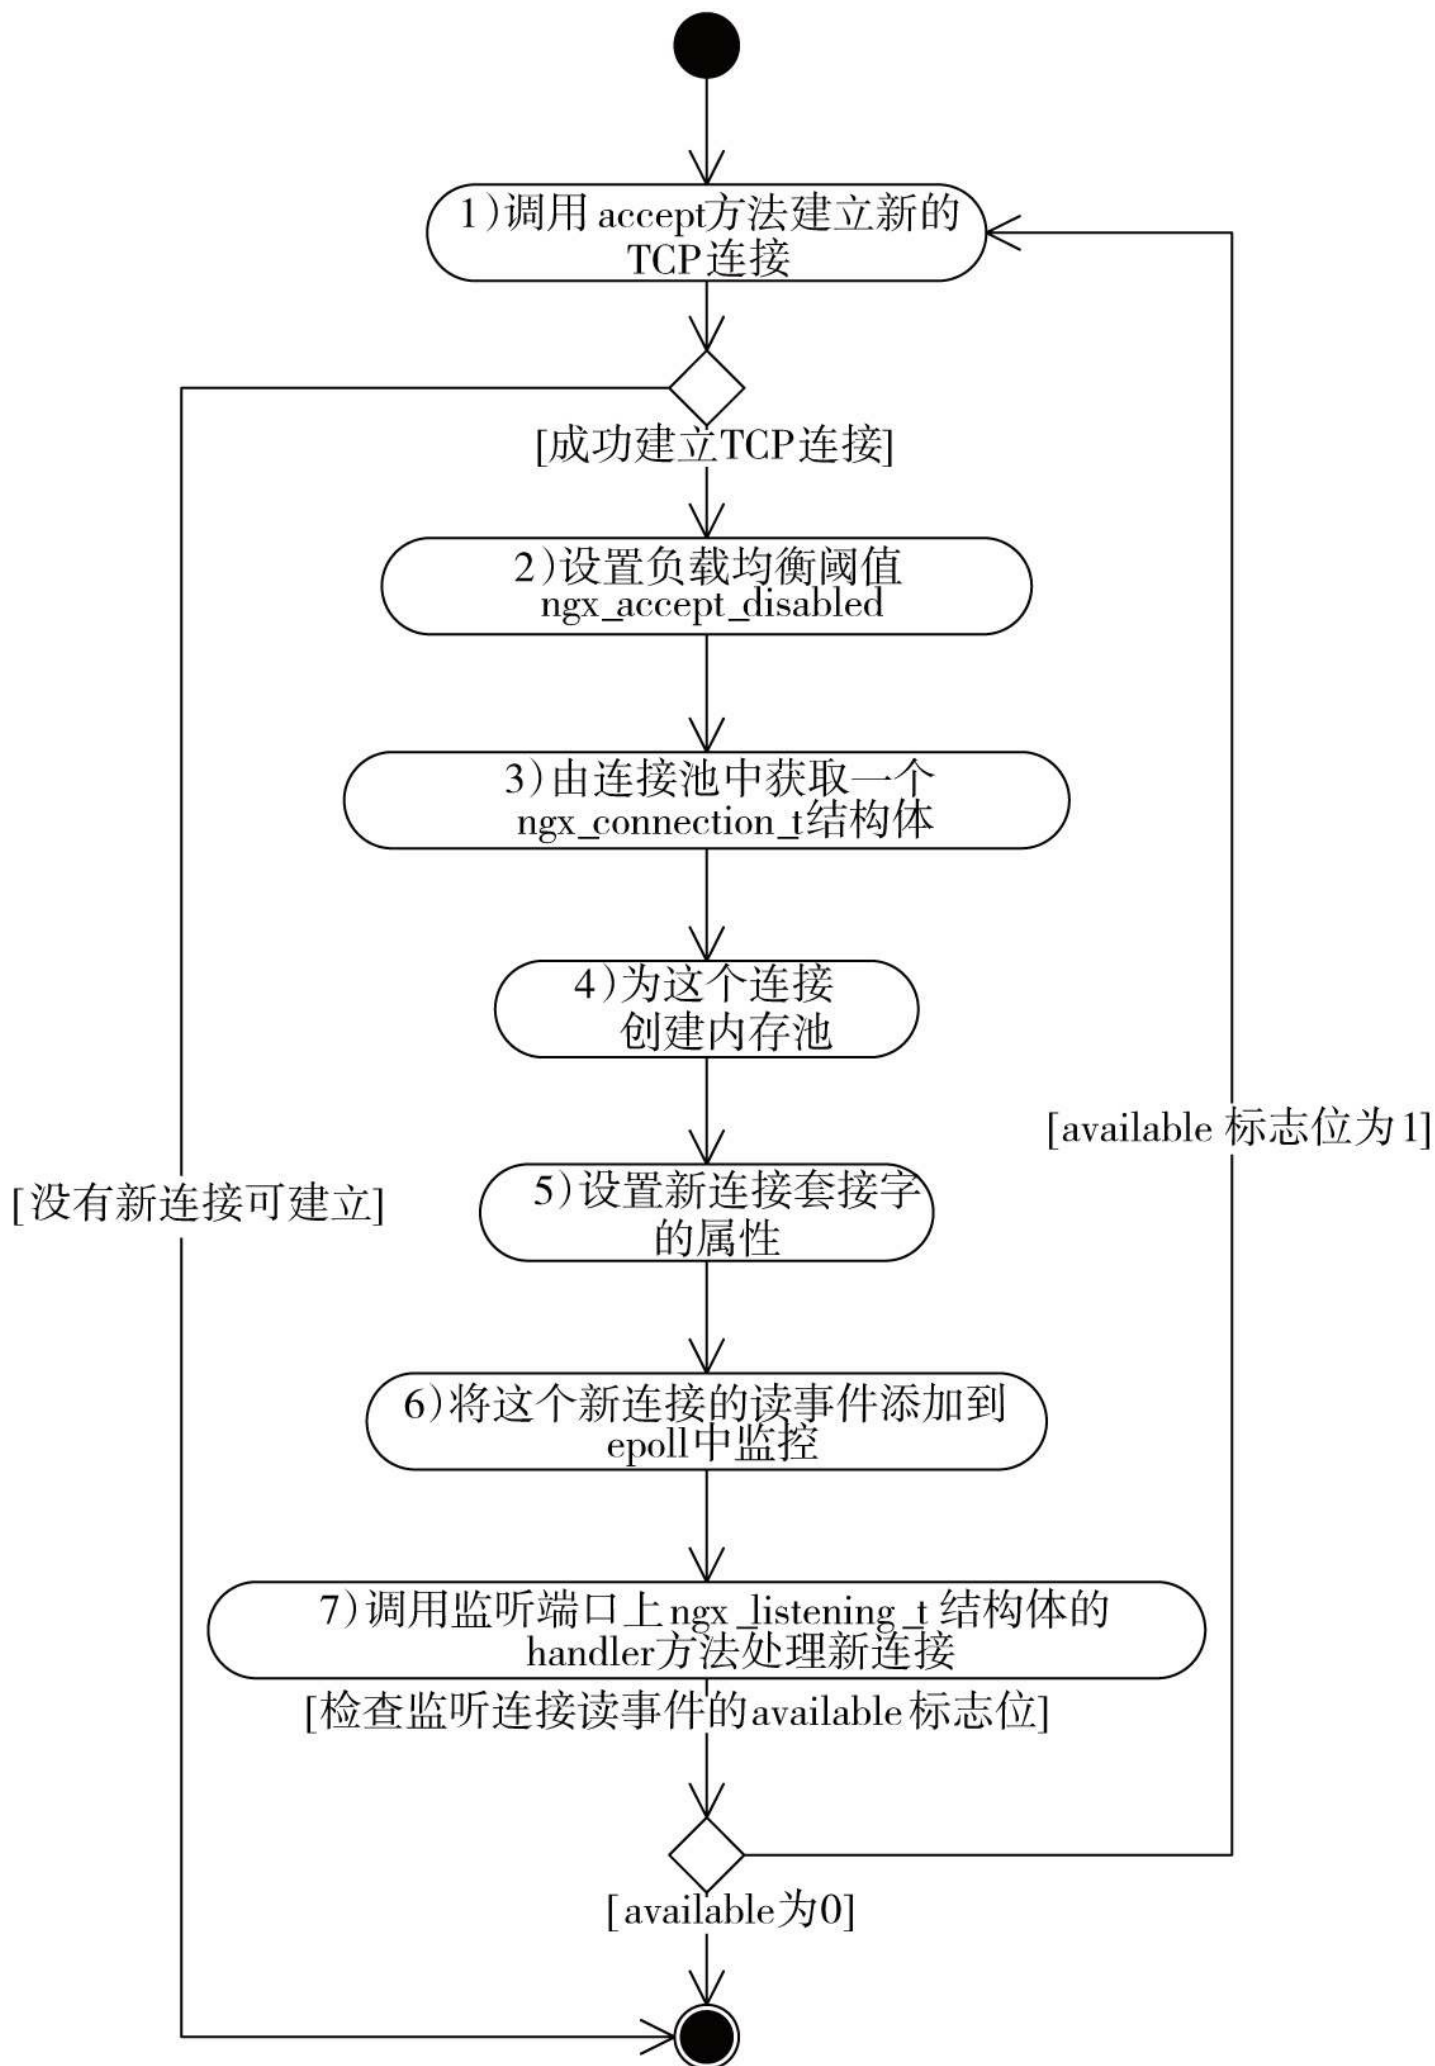 1)调用 accept方法建立新的
TCP连接
[成功建立TCP连接]
2)设置负载均衡阈值
ngx_accept_disabled
3)由连接池中获取一个
ngx_connection_t结构体
4)为这个连接
创建内存池
[available 标志位为1]
[没有新连接可建立]
5)设置新连接套接字
的属性
6)将这个新连接的读事件添加到
epoll中监控
7)调用监听端口上ngx_listening_t 结构体的
handler方法处理新连接
[检查监听连接读事件的available标志位]
[available为0]